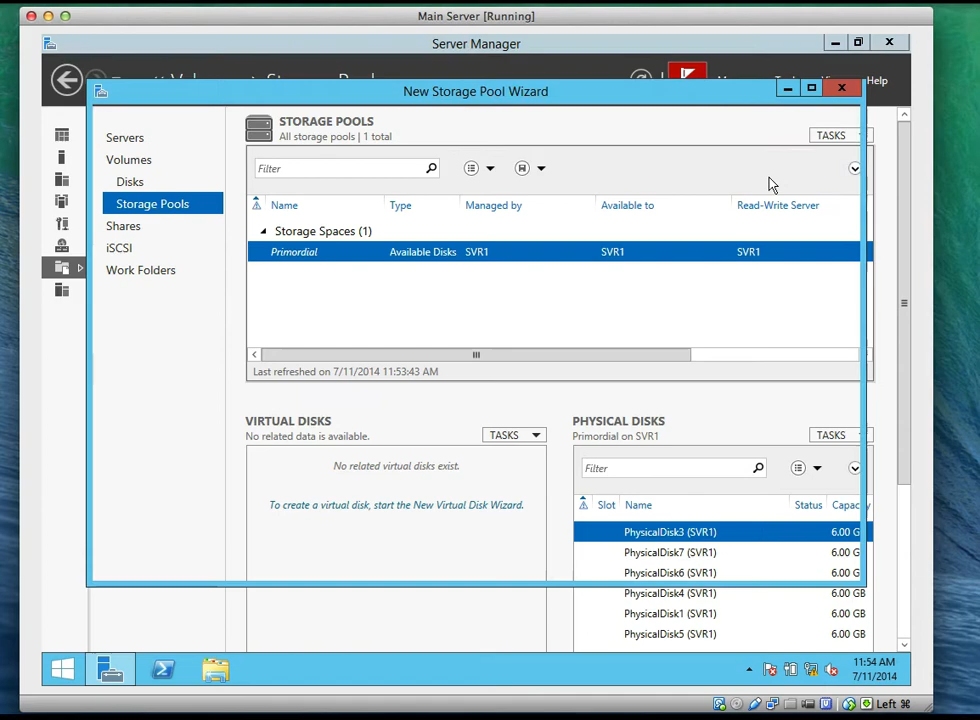 Main Server [Running]
Server Manager
Help
New Storage Pool Wizard
Servers
Volumes
Disks
Storage Pools
Shares
iSCSI
Work Folders
STORAGE POOLS
All storage pools | 1 total
TASKS
Filter
Name Type Managed by Available to Read-Write Server
Storage Spaces (1)
Primordial Available Disks SVR1 SVR1 SVR1
Last refreshed on 7/11/2014 11:53:43 AM
VIRTUAL DISKS
No related data is available.
TASKS
No related virtual disks exist.
To create a virtual disk, start the New Virtual Disk Wizard.
PHYSICAL DISKS
Primordial on SVR1
TASKS
Filter
Slot Name Status Capac
PhysicalDisk3 (SVR1) 6.00 G
PhysicalDisk7 (SVR1) 6.00 G
PhysicalDisk6 (SVR1) 6.00 G
PhysicalDisk4 (SVR1) 6.00 GB
PhysicalDisk1 (SVR1) 6.00 GB
PhysicalDisk5 (SVR1) 6.00 GB
11:54 AM
7/11/2014
Left ⌘